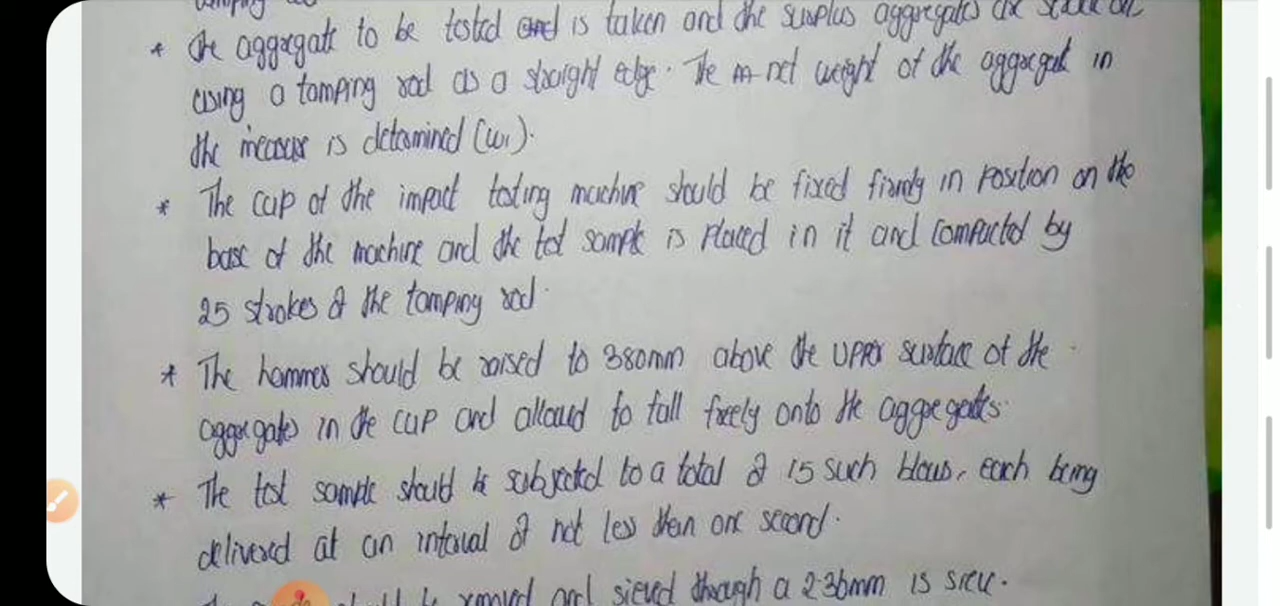 * The aggregate to be tested and is taken and the surplus aggregates are
using a tamping rod as a straight edge. The m net weight of the aggregate in
the measure is determined (w1).
* The cup of the impact testing machine should be fixed firmly in Position on the
base of the machine and the test sample is Placed in it and compacted by
25 strokes of the tamping rod.
* The hammer should be raised to 380mm above the upper surface of the
aggregates in the cup and allowed to fall freely onto the aggregates.
* The test sample should be subjected to a total of 15 such blows, each being
delivered at an interval of not less than one second.
removed and sieved through a 2.36mm is sieve.